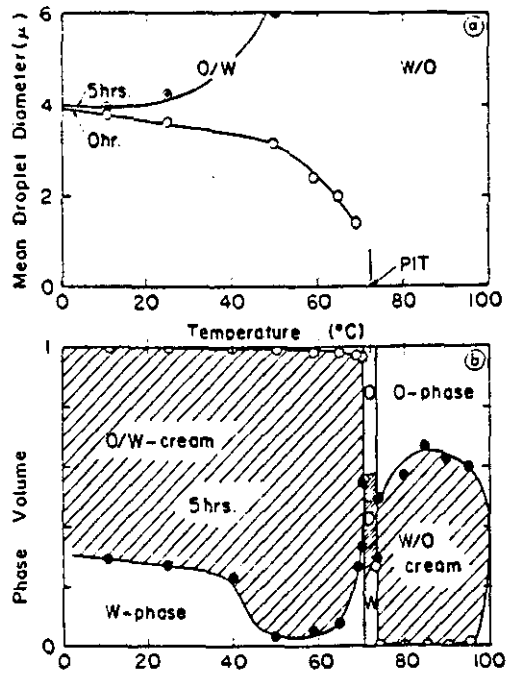 6
ⓐ
O/W
W/O
5hrs.
4
0hr.
2
PIT
0
0 20 40 60 80 100
Mean Droplet Diameter(μ)
Temperature (°C)
1
ⓑ
O
O-phase
O/W-cream
5hrs.
D
W/O
cream
W-phase
W
0
0 20 40 60 80 100
Phase Volume